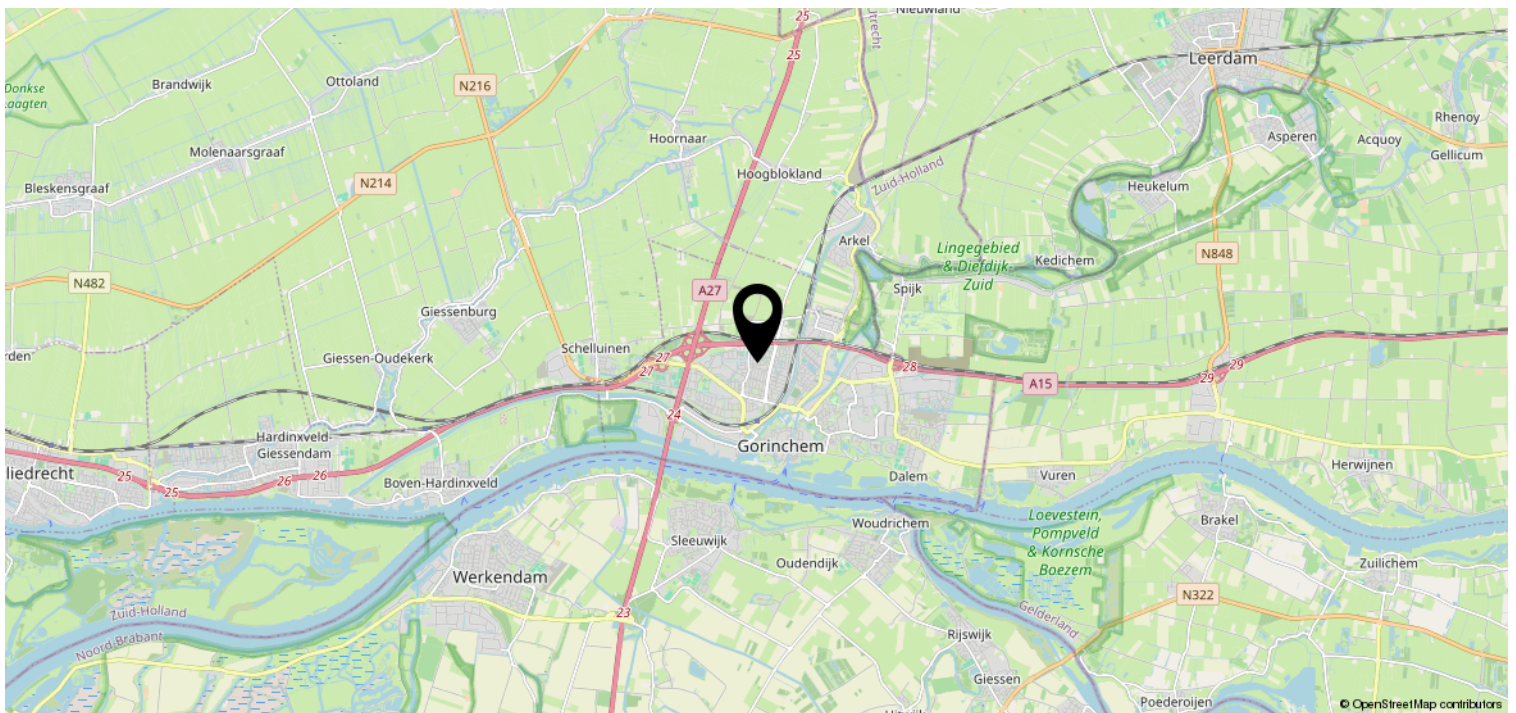 25
Nieuwland
Utrecht
25
Leerdam
Donkse
Laagten
Brandwijk
Ottoland
N216
Rhenoy
Hoornaar
Asperen
Acquoy
Gellicum
Molenaarsgraaf
Hoogblokland
Zuid-Holland
N214
Bleskensgraaf
Heukelum
Arkel
Lingegebied
& Diefdijk
Zuid
Kedichem
N848
N482
A27
Spijk
Giessenburg
Schelluinen
rden
Giessen-Oudekerk
27
27
28
A15
29
29
24
Hardinxveld-
Giessendam
Gorinchem
liedrecht
25
25
26
26
Boven-Hardinxveld
Dalem
Vuren
Herwijnen
Woudrichem
Loevestein,
Pompveld
& Kornsche
Boezem
Brakel
Sleeuwijk
Oudendijk
Zuilichem
Werkendam
N322
Zuid-Holland
Noord-Brabant
23
Gelderland
Rijswijk
Giessen
Poederoijen
© OpenStreetMap contributors